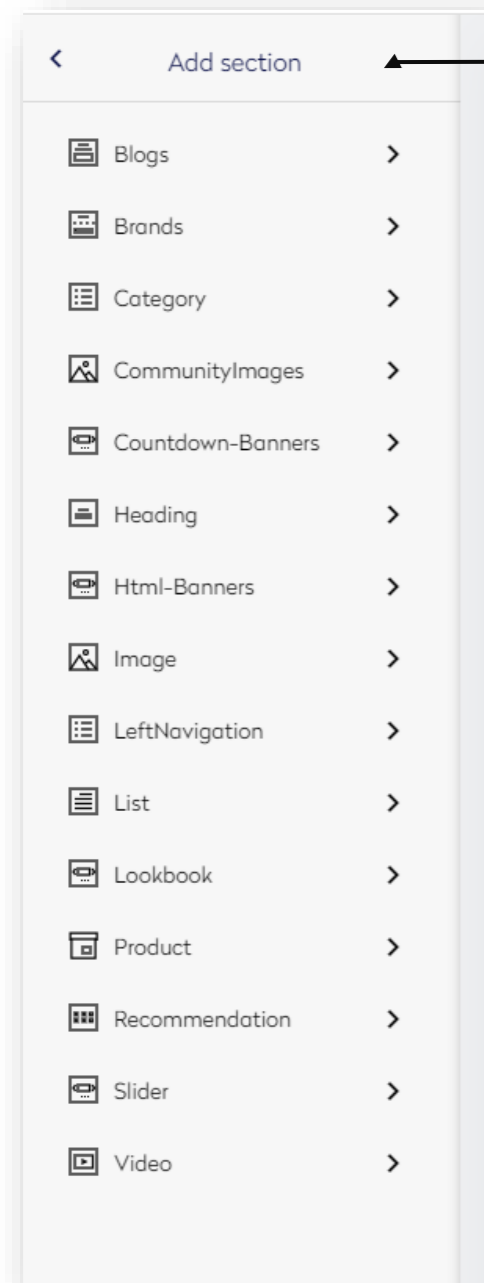 Add section
Blogs
Brands
Category
CommunityImages
Countdown-Banners
Heading
Html-Banners
Image
LeftNavigation
List
Lookbook
Product
Recommendation
Slider
Video